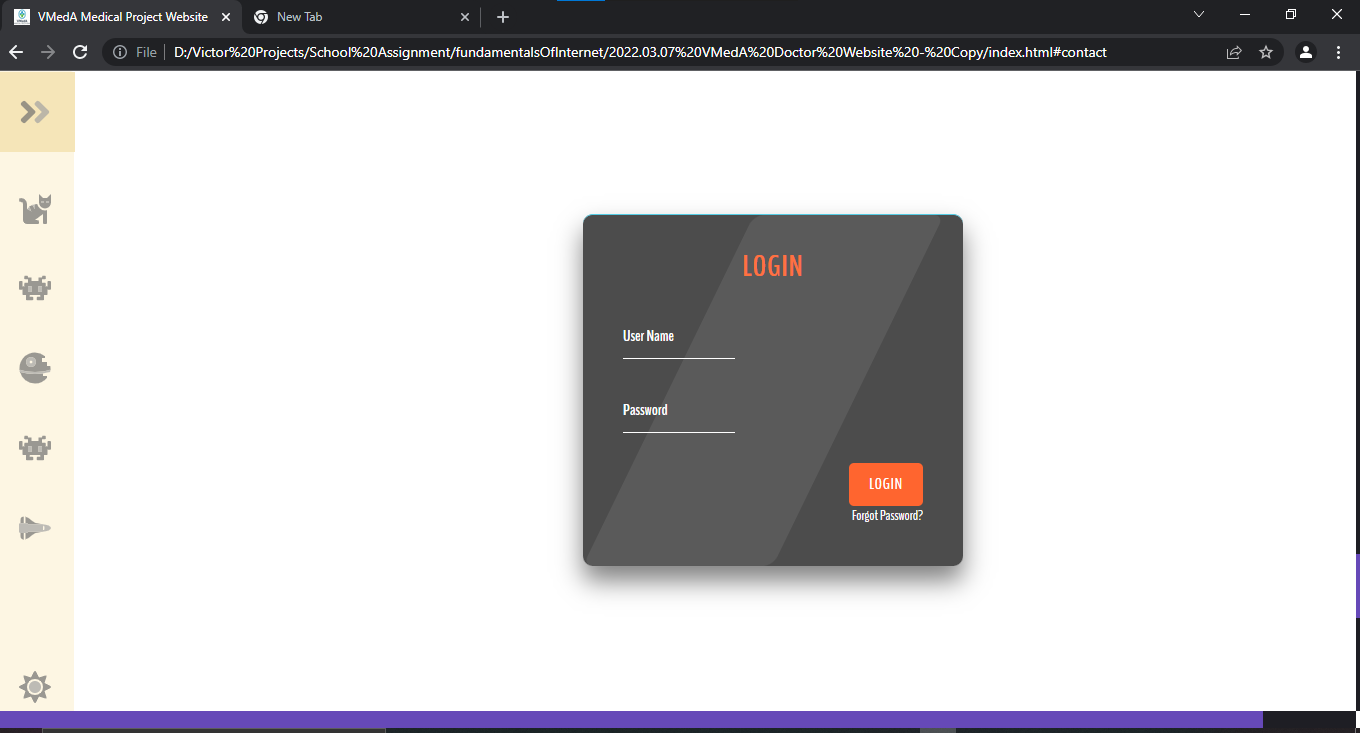 VMedA Medical Project Website
New Tab
File
D:/Victor%20Projects/School%20Assignment/fundamentalsOfInternet/2022.03.07%20VMedA%20Doctor%20Website%20-%20Copy/index.html#contact
LOGIN
User Name
Password
LOGIN
Forgot Password?